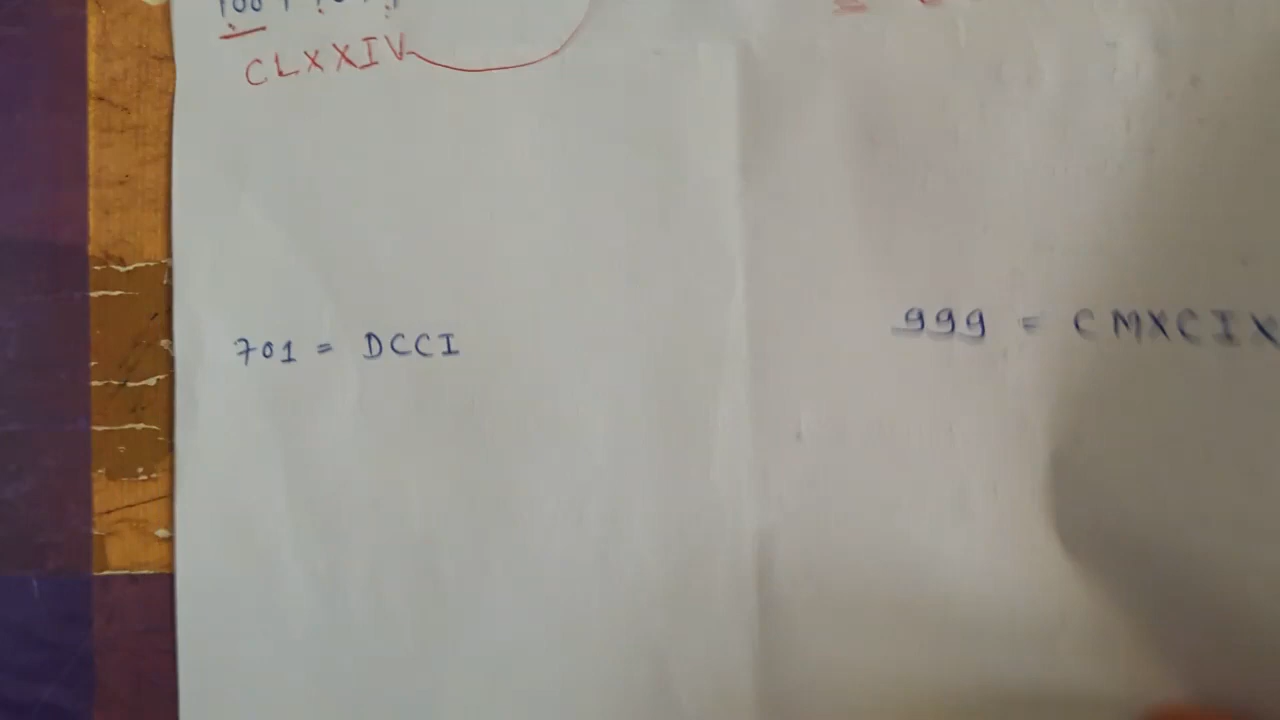 CLXXIV
701 = DCCI
999 = CMXCIX